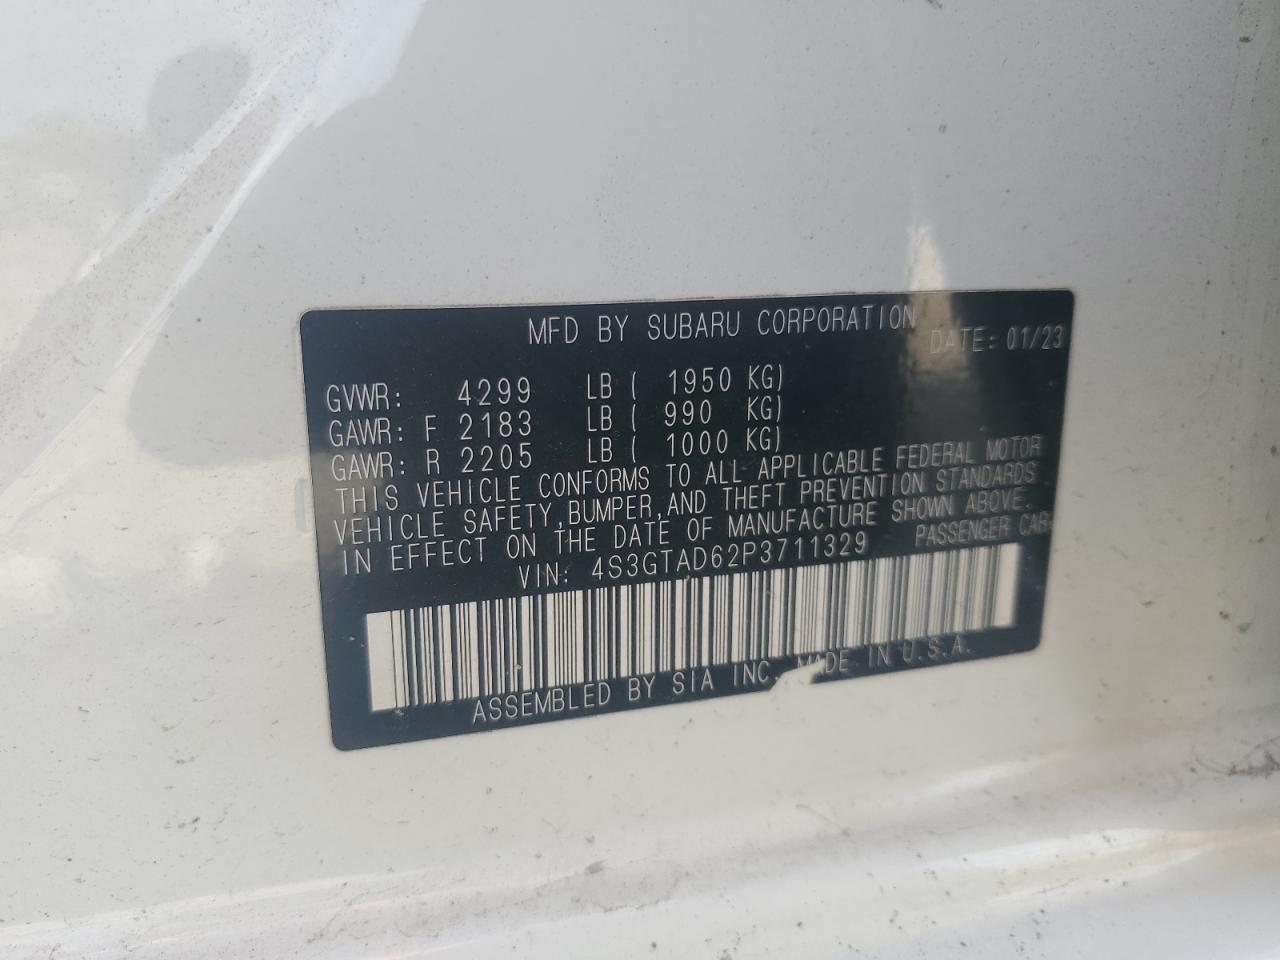 MFD BY SUBARU CORPORATION DATE: 01/23
GVWR: 4299 LB ( 1950 KG)
GAWR: F 2183 LB ( 990 KG)
GAWR: R 2205 LB ( 1000 KG)
THIS VEHICLE CONFORMS TO ALL APPLICABLE FEDERAL MOTOR
VEHICLE SAFETY, BUMPER, AND THEFT PREVENTION STANDARDS
IN EFFECT ON THE DATE OF MANUFACTURE SHOWN ABOVE.
VIN: 4S3GTAD62P3711329 PASSENGER CAR
ASSEMBLED BY SIA INC. MADE IN U.S.A.